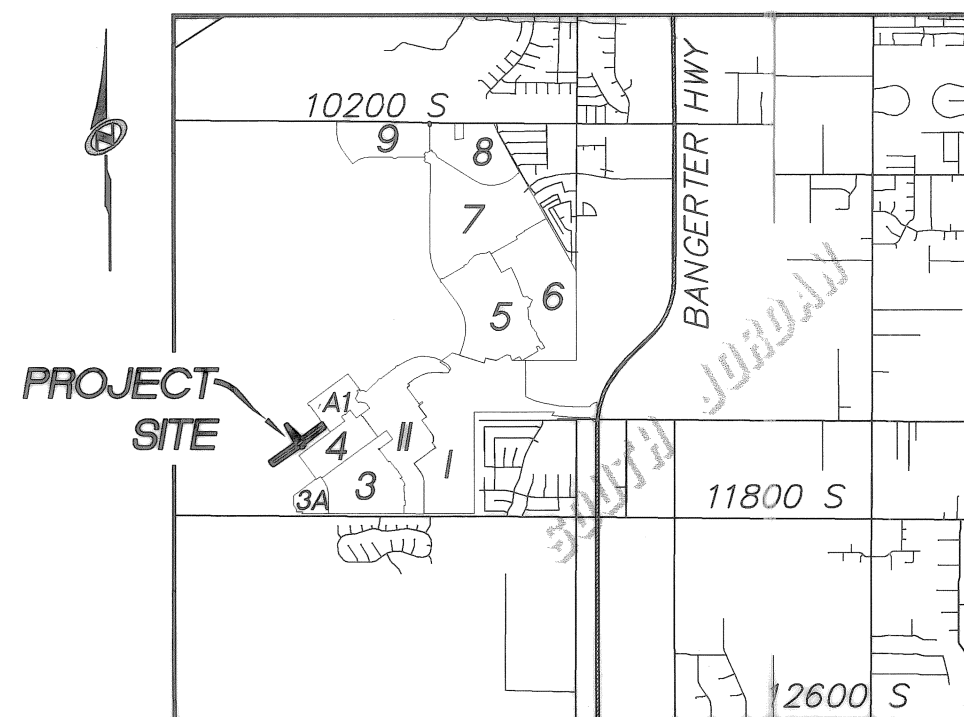 10200 S
BANGERTER HWY
N
9
8
7
6
5
SOUTH JORDAN
PROJECT
SITE
A1
4
II
I
3
3A
11800 S
12600 S